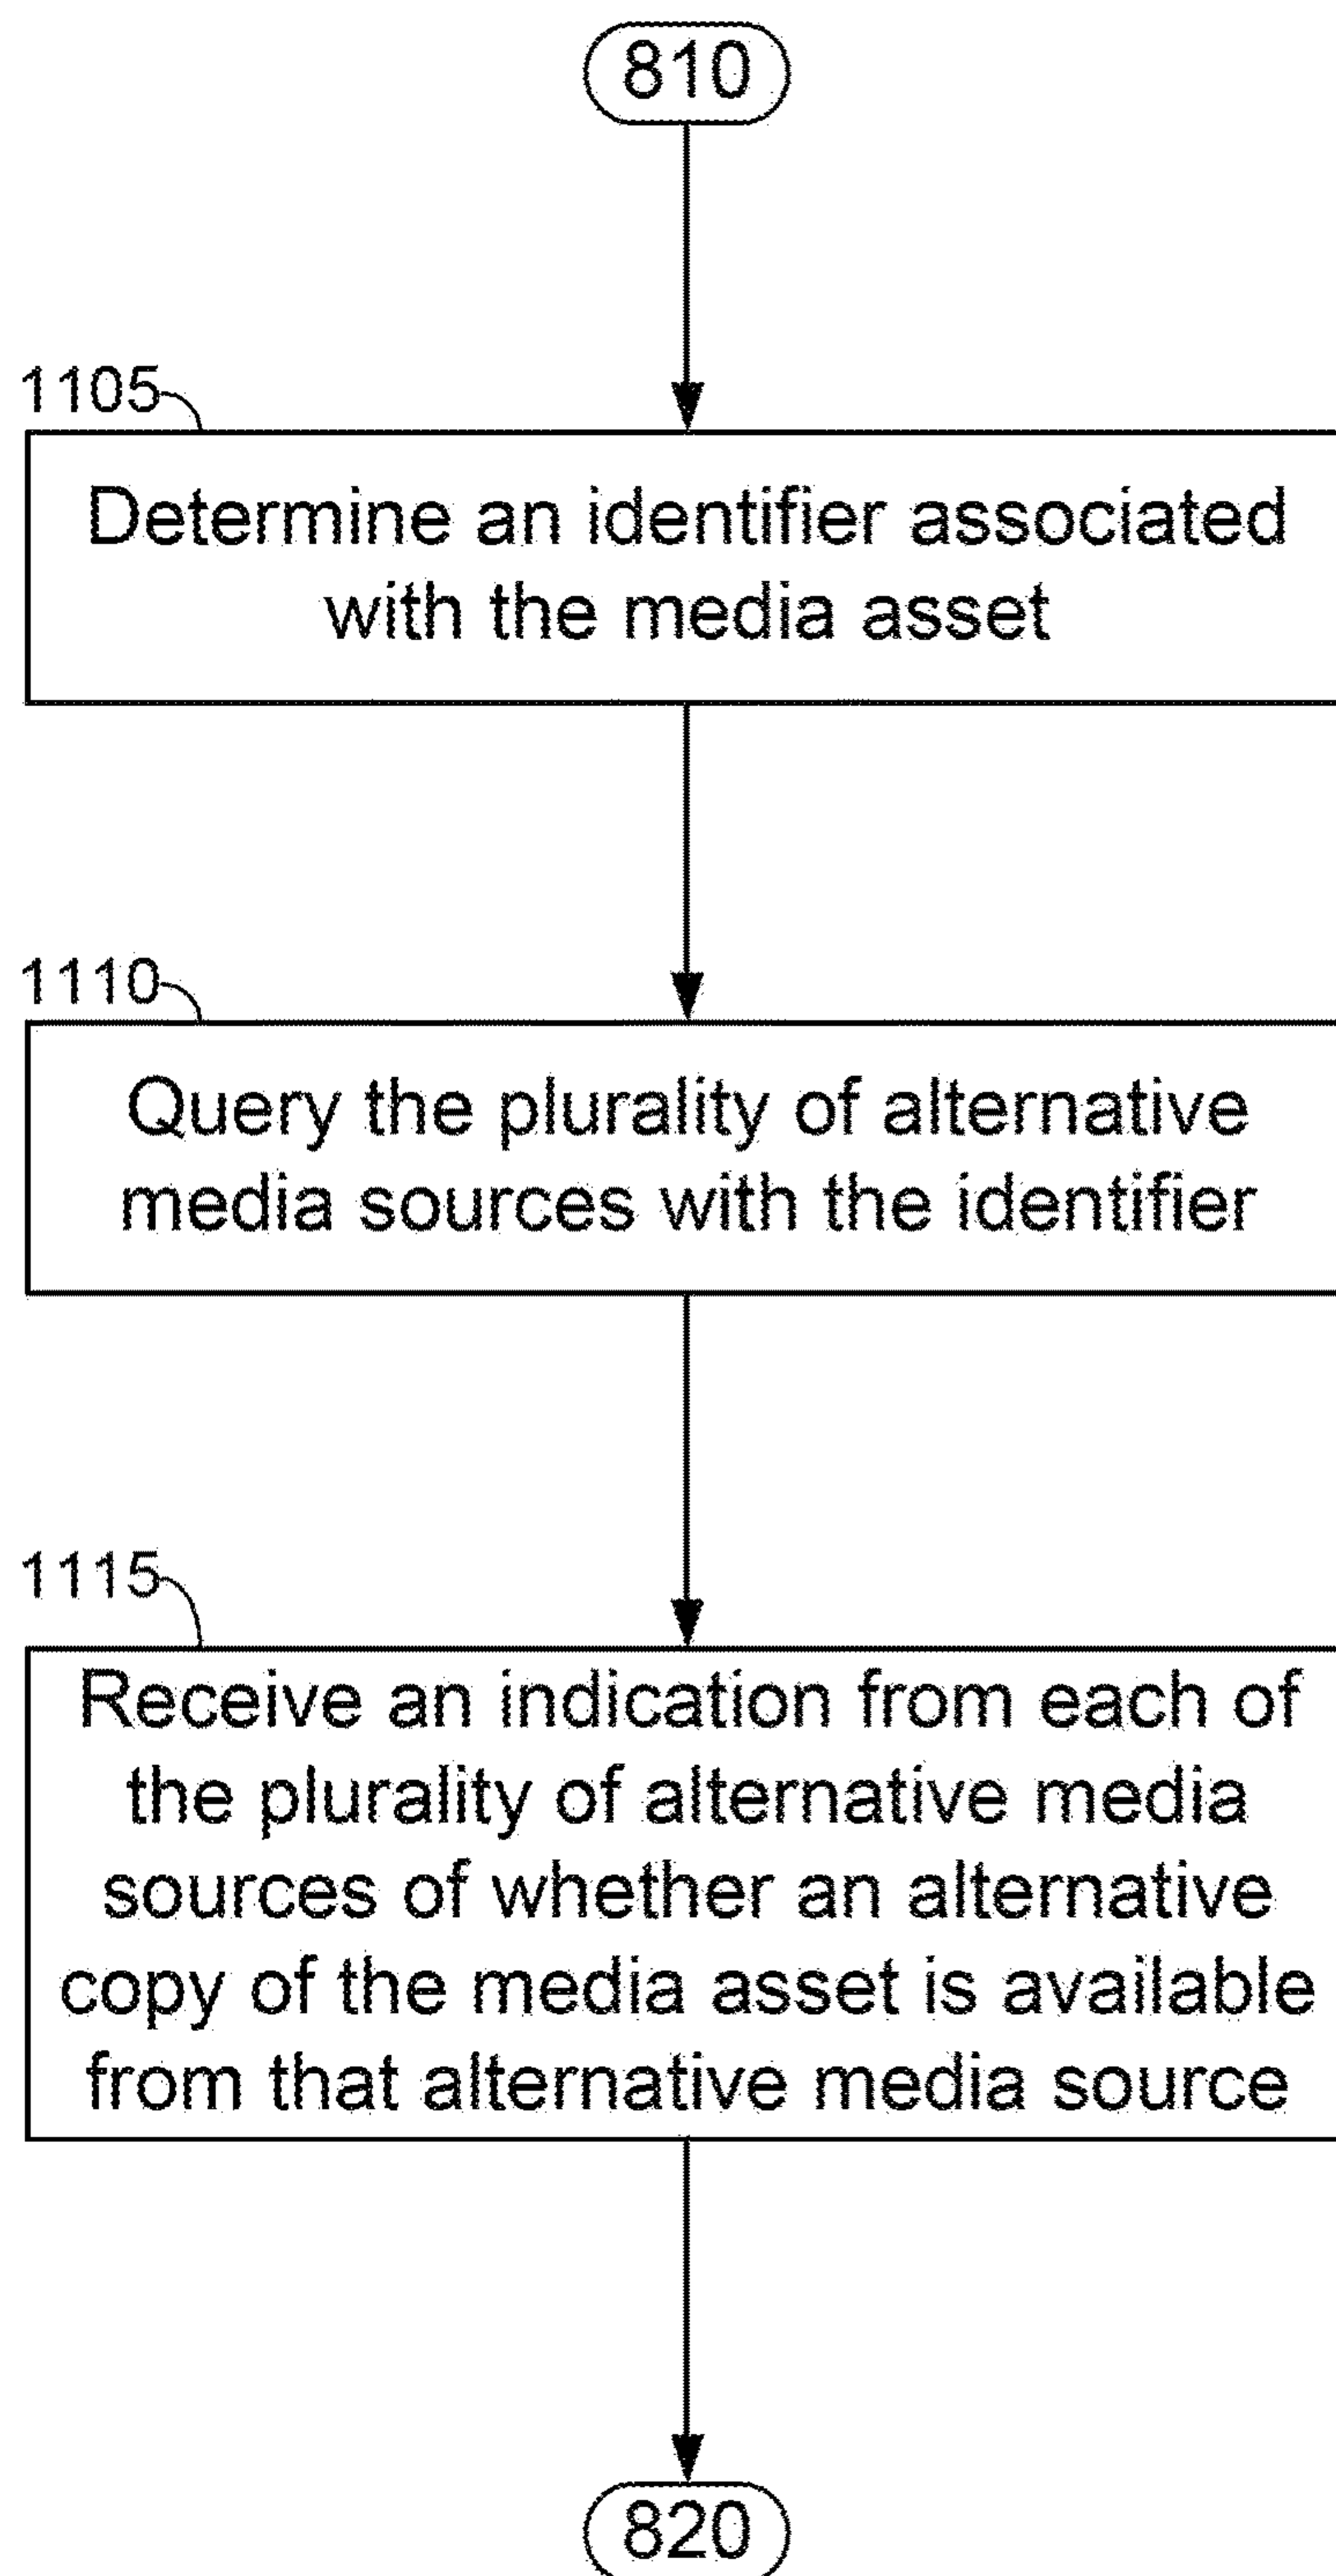 810
1105
Determine an identifier associated
with the media asset
1110
Query the plurality of alternative
media sources with the identifier
1115
Receive an indication from each of
the plurality of alternative media
sources of whether an alternative
copy of the media asset is available
from that alternative media source
820